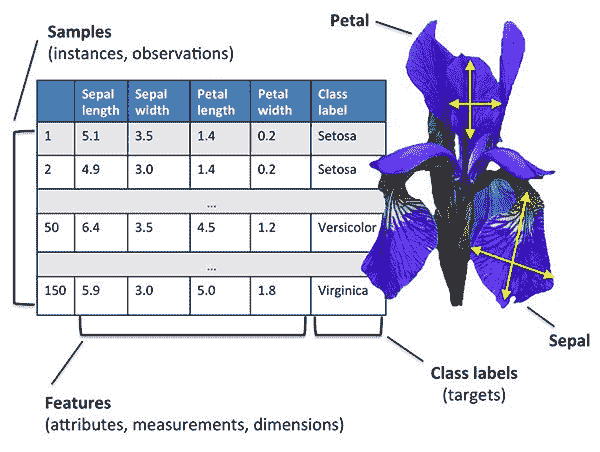 Samples
(instances, observations)
Petal
Sepal length Sepal width Petal length Petal width Class label
1 5.1 3.5 1.4 0.2 Setosa
2 4.9 3.0 1.4 0.2 Setosa
...
50 6.4 3.5 4.5 1.2 Versicolor
...
150 5.9 3.0 5.0 1.8 Virginica
Sepal
Features
(attributes, measurements, dimensions)
Class labels
(targets)